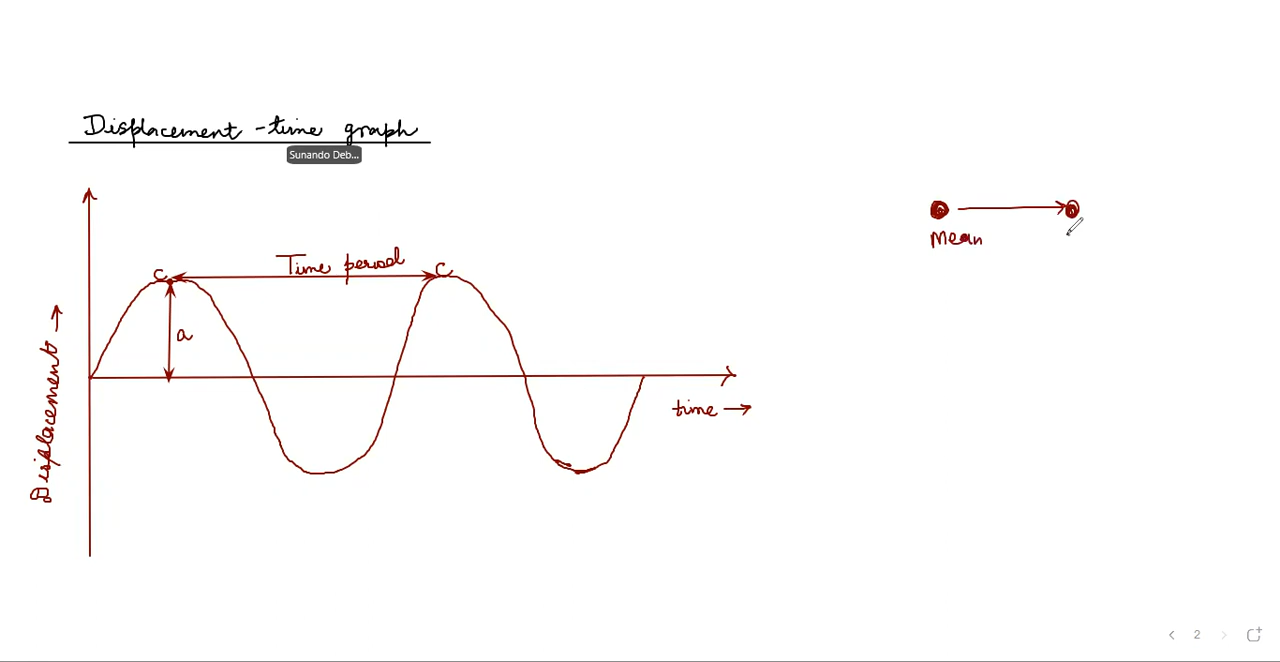 Displacement - time graph
Sunando Deb...
C
Time period
C
a
Displacement →
time →
Mean
2